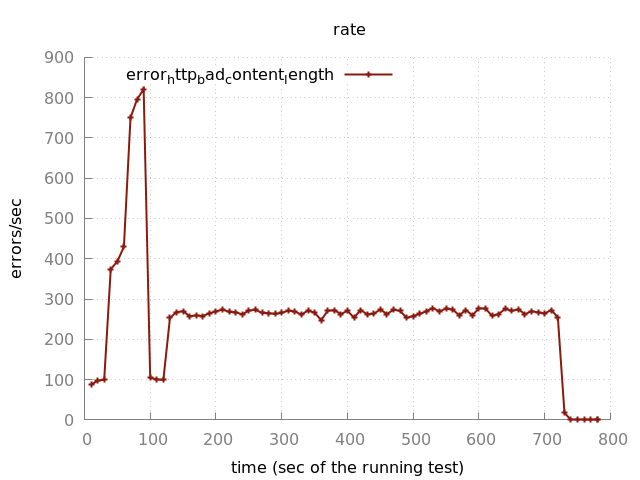 rate
900
error_http_bad_content_length
800
700
600
500
400
300
200
100
0
errors/sec
0 100 200 300 400 500 600 700 800
time (sec of the running test)